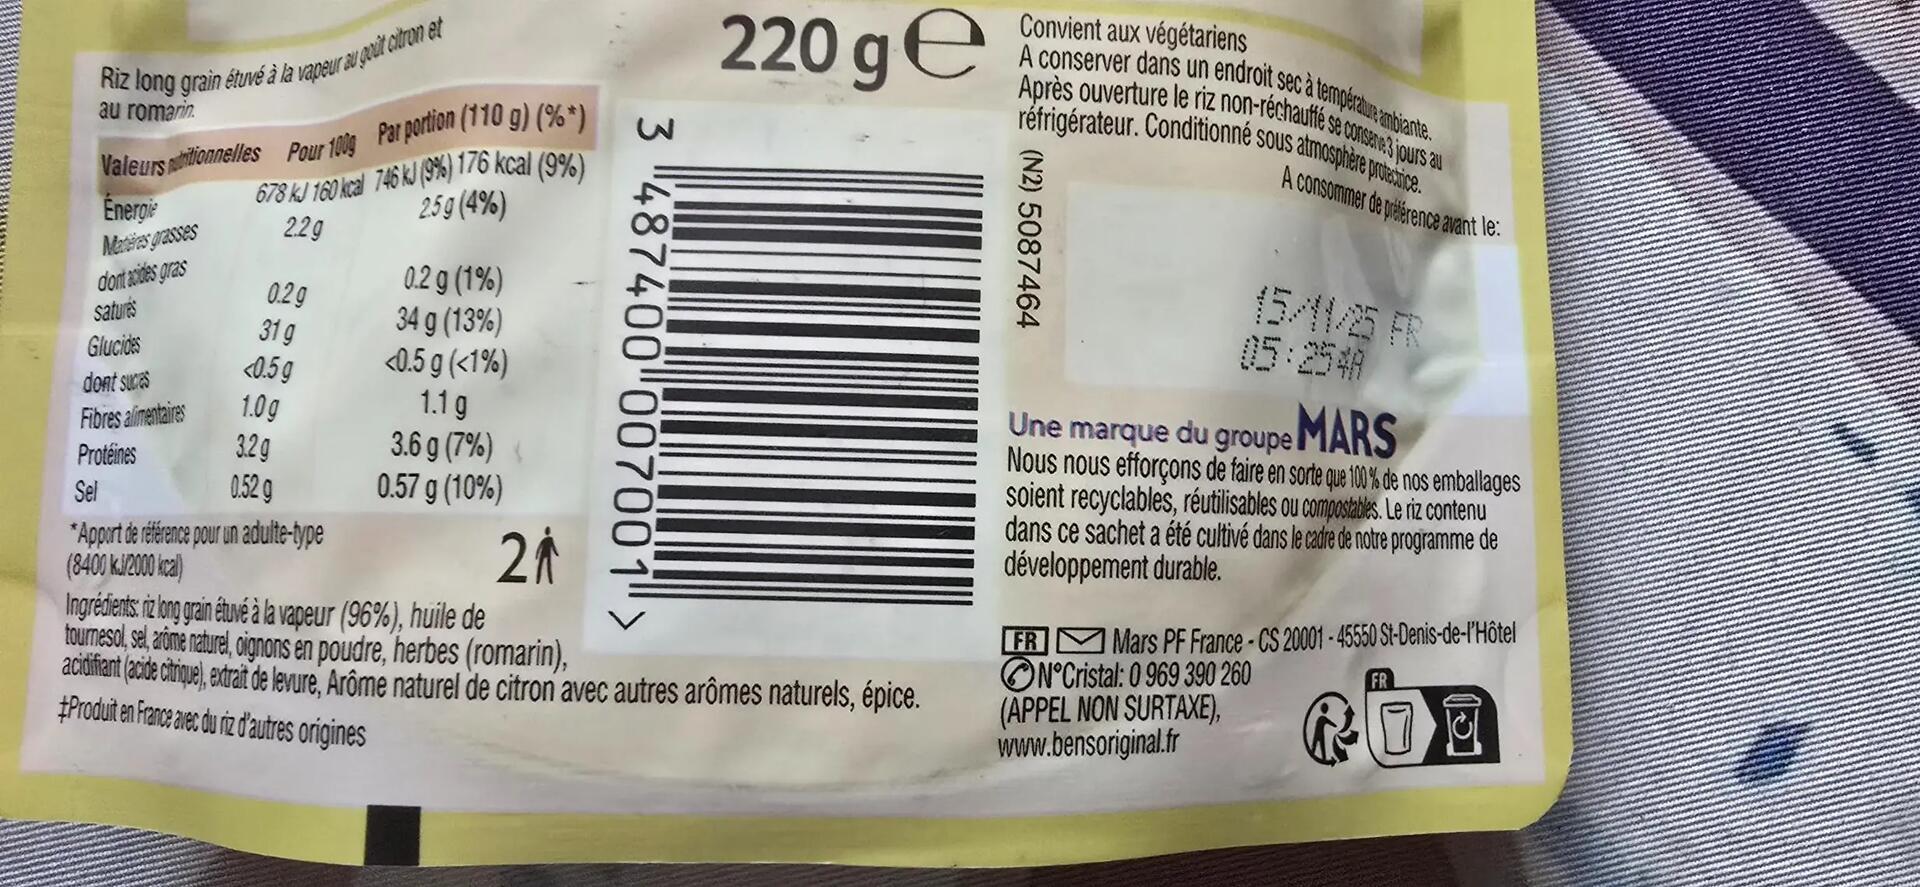 Riz long grain étuvé à la vapeur au goût citron et
au romarin.
Valeurs nutritionnelles Pour 100g Par portion (110 g) (%*)
Énergie 678 kJ 160 kcal 746 kJ (9%) 176 kcal (9%)
Matières grasses 2.2 g 2.5 g (4%)
dont acides gras
saturés 0.2 g 0.2 g (1%)
Glucides 31 g 34 g (13%)
dont sucres <0.5 g <0.5 g (<1%)
Fibres alimentaires 1.0 g 1.1 g
Protéines 3.2 g 3.6 g (7%)
Sel 0.52 g 0.57 g (10%)
*Apport de référence pour un adulte-type
(8400 kJ/2000 kcal)
2
Ingrédients: riz long grain étuvé à la vapeur (96%), huile de
tournesol, sel, arôme naturel, oignons en poudre, herbes (romarin),
acidifiant (acide citrique), extrait de levure, Arôme naturel de citron avec autres arômes naturels, épice.
‡Produit en France avec du riz d'autres origines
220 g e
3 487400 007001 >
(N2) 5087464
Convient aux végétariens
A conserver dans un endroit sec à température ambiante.
Après ouverture le riz non-réchauffé se conserve 3 jours au
réfrigérateur. Conditionné sous atmosphère protectrice.
A consommer de préférence avant le:
15/11/25 FR
05:25 4A
Une marque du groupe MARS
Nous nous efforçons de faire en sorte que 100 % de nos emballages
soient recyclables, réutilisables ou compostables. Le riz contenu
dans ce sachet a été cultivé dans le cadre de notre programme de
développement durable.
FR Mars PF France - CS 20001 - 45550 St-Denis-de-l'Hôtel
N°Cristal: 0 969 390 260
(APPEL NON SURTAXE),
www.bensoriginal.fr
FR